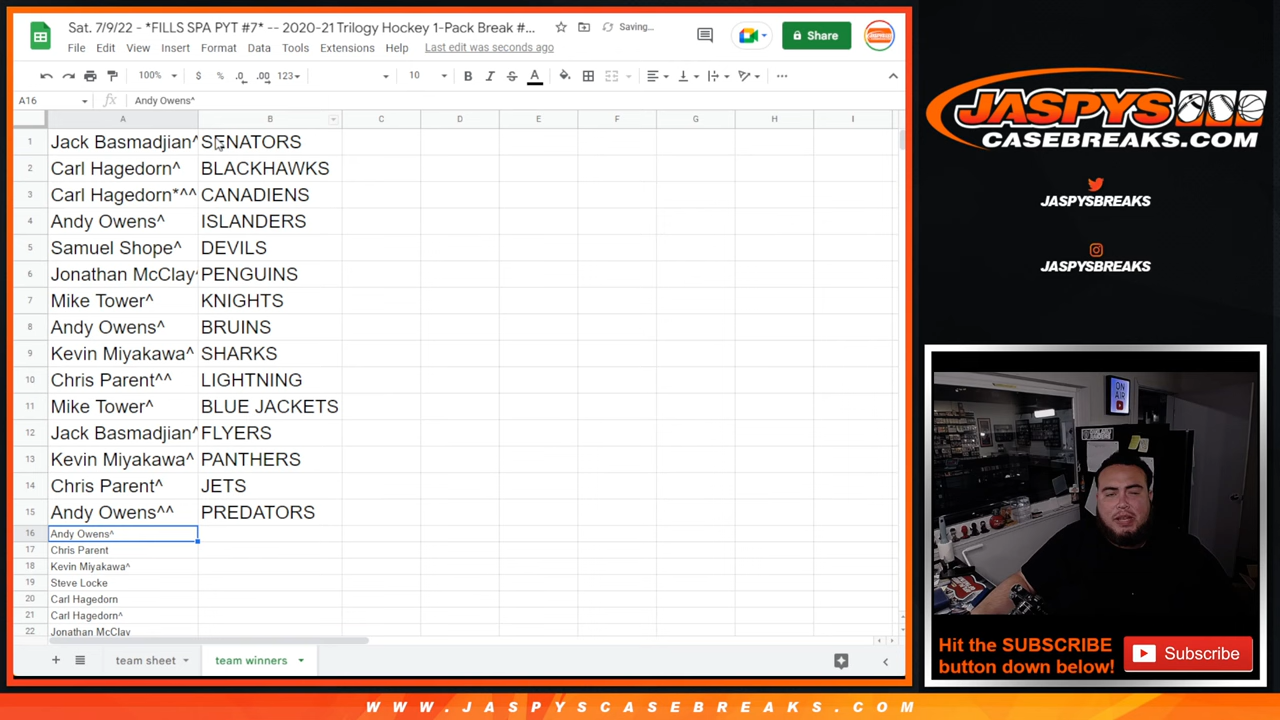 Sat. 7/9/22 - *FILLS SPA PYT #7* -- 2020-21 Trilogy Hockey 1-Pack Break #...
Saving...
Share
File Edit View Insert Format Data Tools Extensions Help Last edit was seconds ago
100% $ % .0 .00 123 10 B I S A
A16 fx Andy Owens^
A B C D E F G H I
1 Jack Basmadjian^ SENATORS
2 Carl Hagedorn^ BLACKHAWKS
3 Carl Hagedorn*^^ CANADIENS
4 Andy Owens^ ISLANDERS
5 Samuel Shope^ DEVILS
6 Jonathan McClay^ PENGUINS
7 Mike Tower^ KNIGHTS
8 Andy Owens^ BRUINS
9 Kevin Miyakawa^ SHARKS
10 Chris Parent^^ LIGHTNING
11 Mike Tower^ BLUE JACKETS
12 Jack Basmadjian^ FLYERS
13 Kevin Miyakawa^ PANTHERS
14 Chris Parent^ JETS
15 Andy Owens^^ PREDATORS
16 Andy Owens^
17 Chris Parent
18 Kevin Miyakawa^
19 Steve Locke
20 Carl Hagedorn
21 Carl Hagedorn^
22 Jonathan McClay
team sheet team winners
JASPYS
CASEBREAKS.COM
JASPYSBREAKS
JASPYSBREAKS
ON AIR
Hit the SUBSCRIBE
button down below!
Subscribe
WWW.JASPYSCASEBREAKS.COM